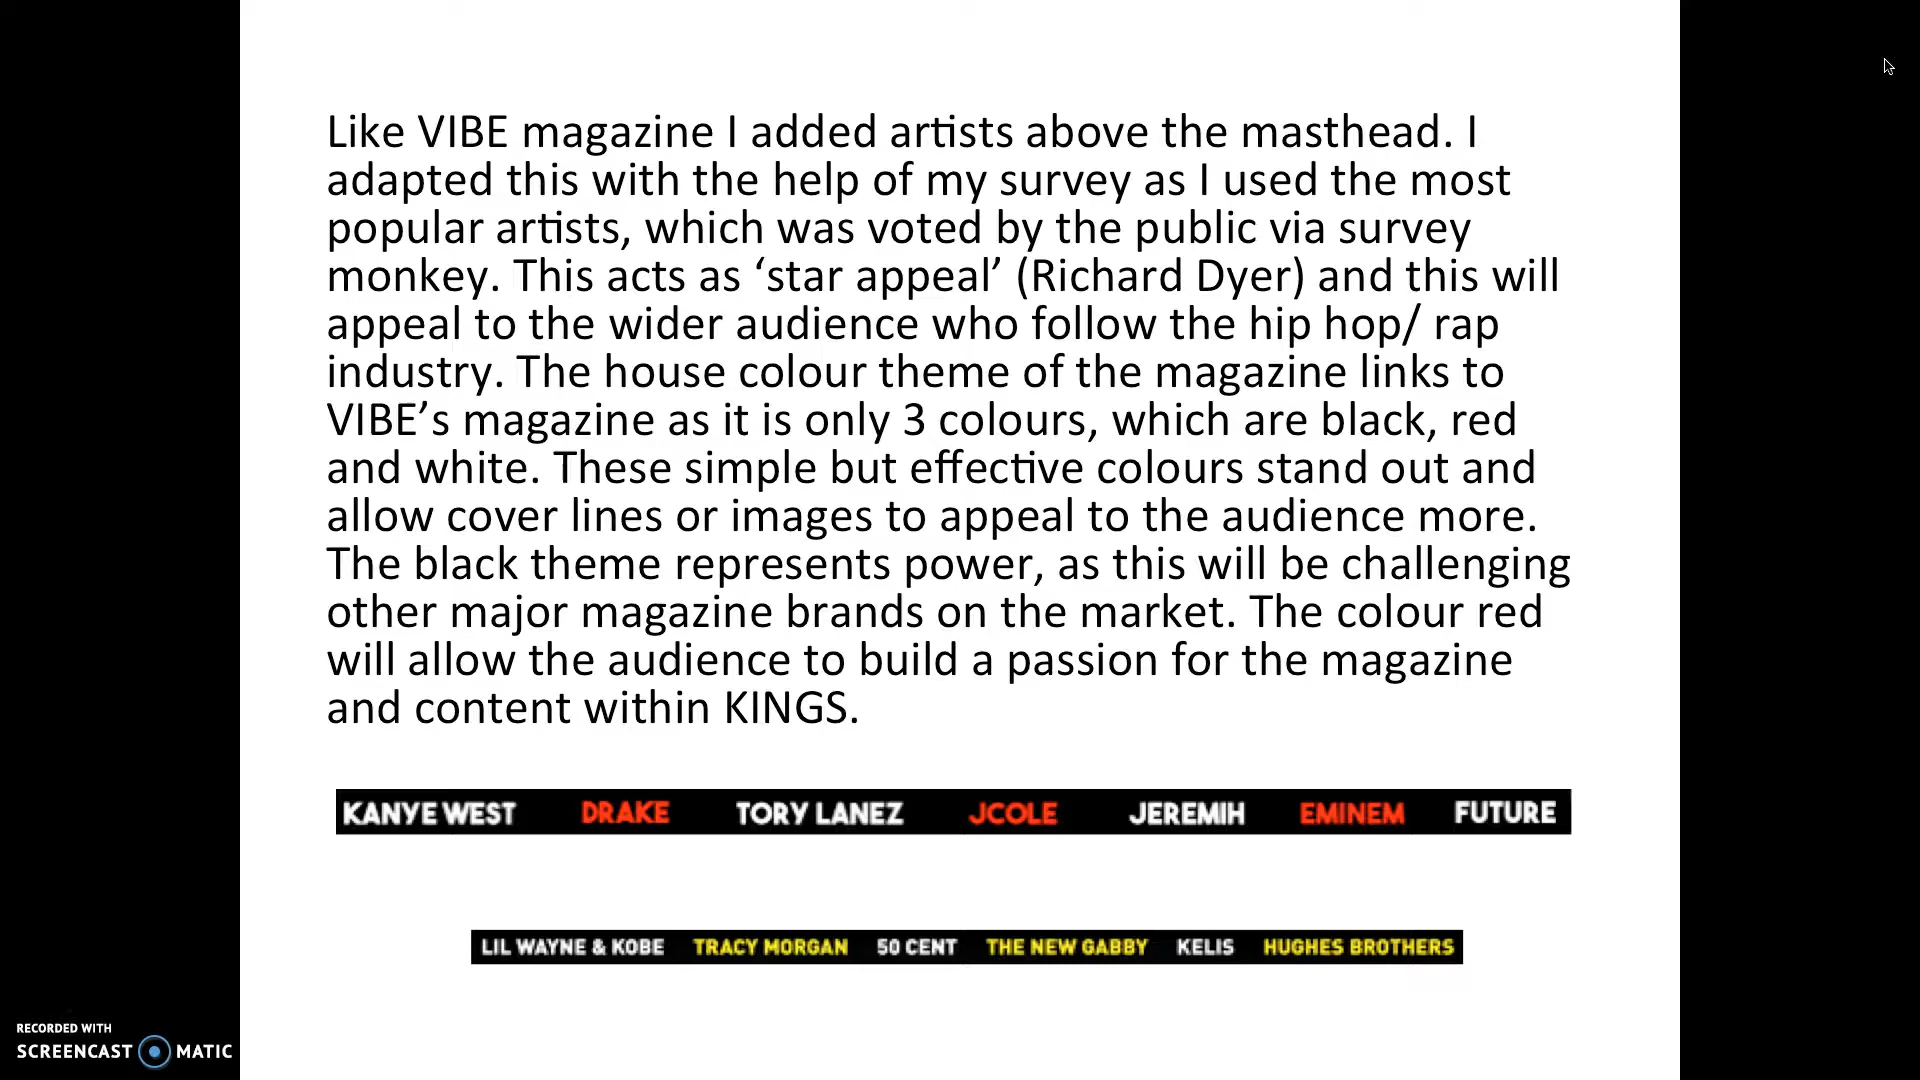 Like VIBE magazine I added artists above the masthead. I
adapted this with the help of my survey as I used the most
popular artists, which was voted by the public via survey
monkey. This acts as ‘star appeal’ (Richard Dyer) and this will
appeal to the wider audience who follow the hip hop/ rap
industry. The house colour theme of the magazine links to
VIBE’s magazine as it is only 3 colours, which are black, red
and white. These simple but effective colours stand out and
allow cover lines or images to appeal to the audience more.
The black theme represents power, as this will be challenging
other major magazine brands on the market. The colour red
will allow the audience to build a passion for the magazine
and content within KINGS.
KANYE WEST DRAKE TORY LANEZ JCOLE JEREMIH EMINEM FUTURE
LIL WAYNE & KOBE TRACY MORGAN 50 CENT THE NEW GABBY KELIS HUGHES BROTHERS
RECORDED WITH
SCREENCAST MATIC